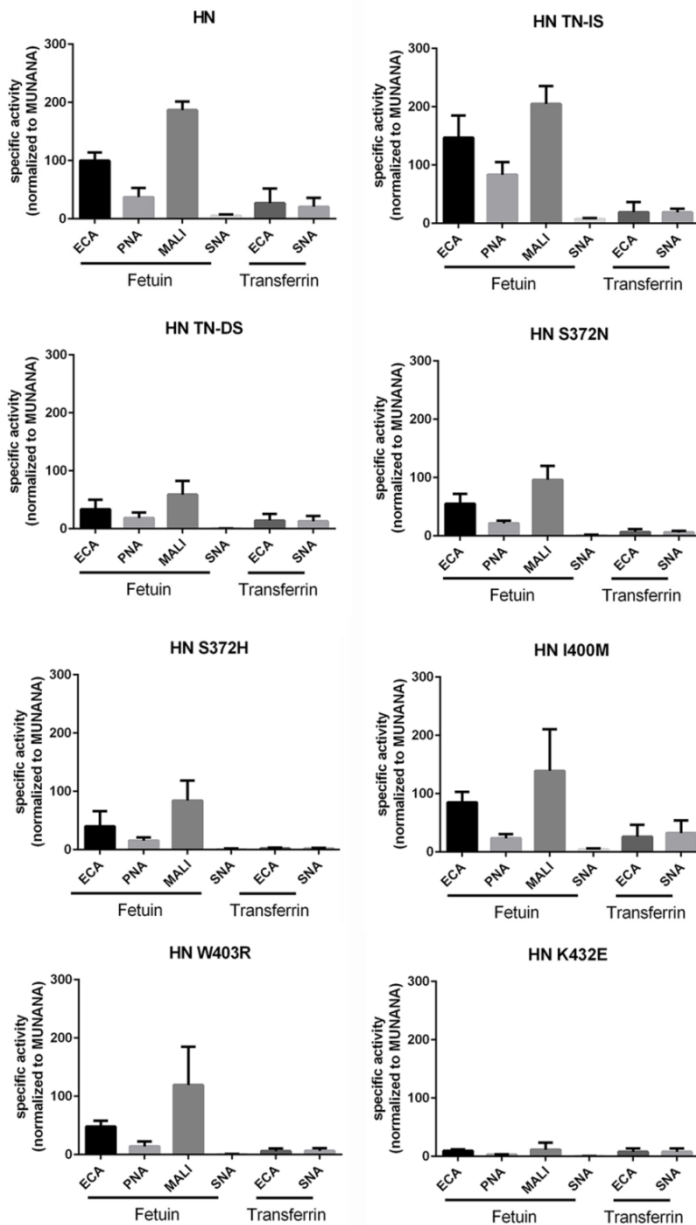 HN
specific activity
(normalized to MUNANA)
300
200
100
0
ECA
PNA
MALI
SNA
ECA
SNA
Fetuin
Transferrin
HN TN-IS
specific activity
(normalized to MUNANA)
300
200
100
0
ECA
PNA
MALI
SNA
ECA
SNA
Fetuin
Transferrin
HN TN-DS
specific activity
(normalized to MUNANA)
300
200
100
0
ECA
PNA
MALI
SNA
ECA
SNA
Fetuin
Transferrin
HN S372N
specific activity
(normalized to MUNANA)
300
200
100
0
ECA
PNA
MALI
SNA
ECA
SNA
Fetuin
Transferrin
HN S372H
specific activity
(normalized to MUNANA)
300
200
100
0
ECA
PNA
MALI
SNA
ECA
SNA
Fetuin
Transferrin
HN I400M
specific activity
(normalized to MUNANA)
300
200
100
0
ECA
PNA
MALI
SNA
ECA
SNA
Fetuin
Transferrin
HN W403R
specific activity
(normalized to MUNANA)
300
200
100
0
ECA
PNA
MALI
SNA
ECA
SNA
Fetuin
Transferrin
HN K432E
specific activity
(normalized to MUNANA)
300
200
100
0
ECA
PNA
MALI
SNA
ECA
SNA
Fetuin
Transferrin